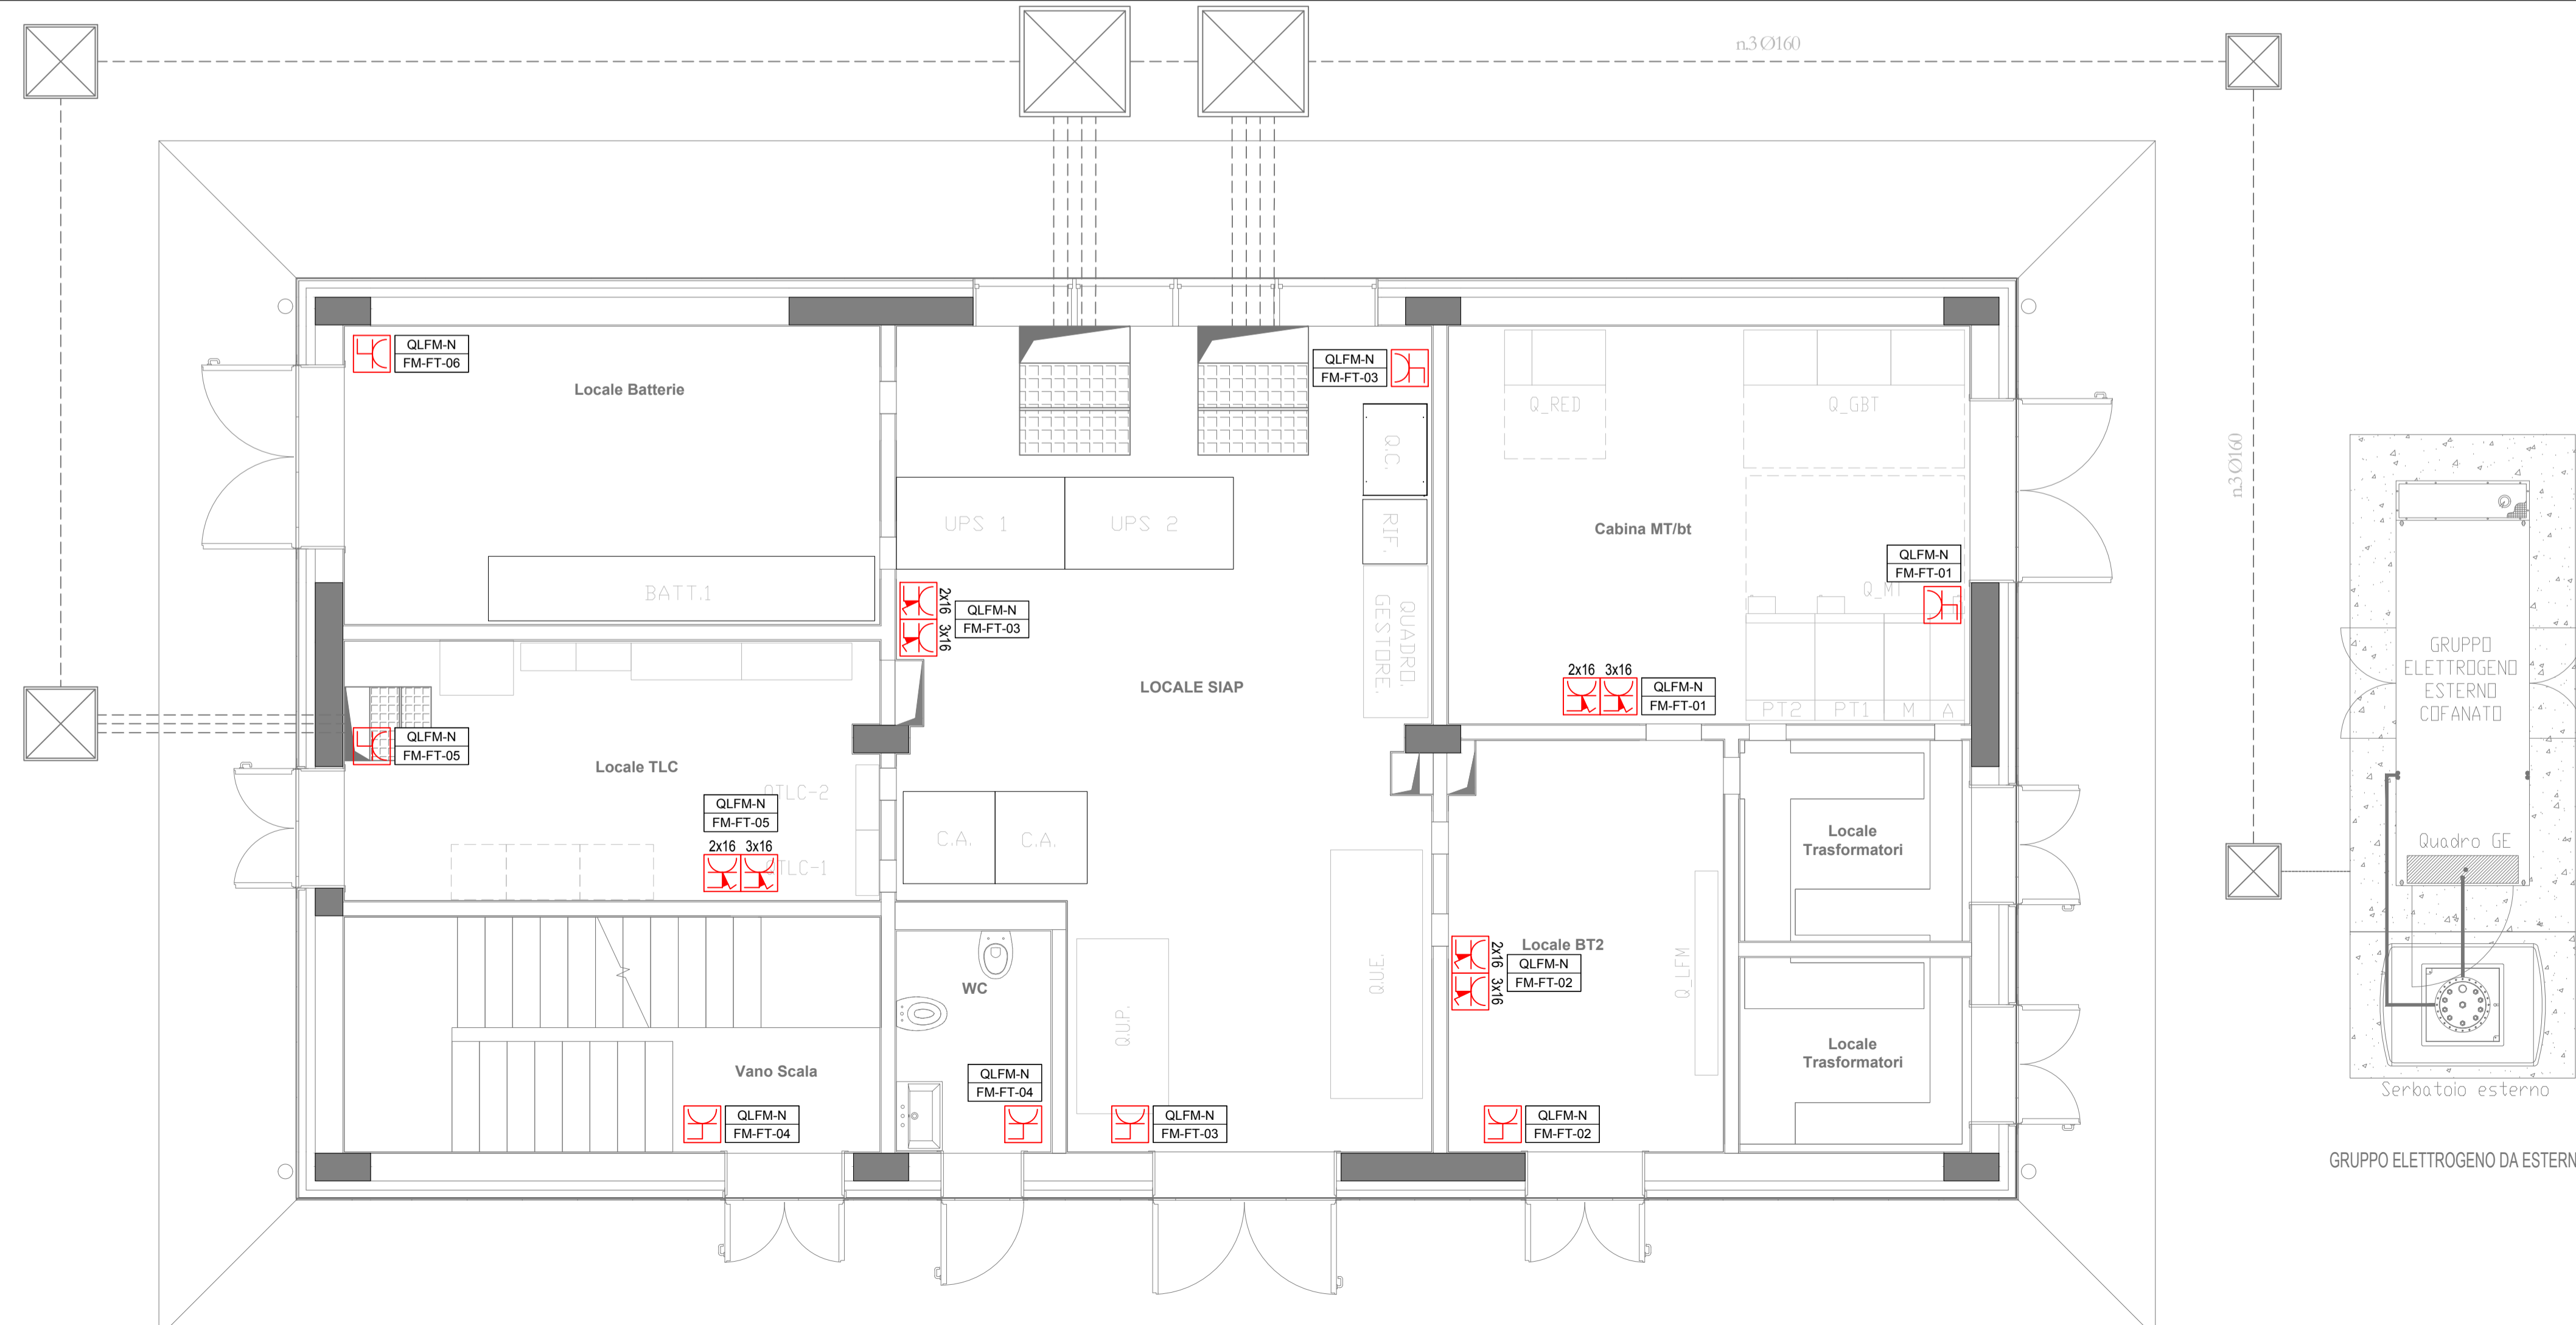 n.3 Ø160
QLFM-N
FM-FT-06
Locale Batterie
QLFM-N
FM-FT-03
Q_RED
Q_GBT
Q.C.
n.3 Ø160
UPS 1
UPS 2
RIF.
Cabina MT/bt
QLFM-N
FM-FT-01
BATT.1
2x16
3x16
QLFM-N
FM-FT-03
QUADRO.
GESTORE.
Q_MT
GRUPPO
ELETTROGENO
ESTERNO
COFANATO
LOCALE SIAP
2x16 3x16
QLFM-N
FM-FT-01
PT2
PT1
M
A
QLFM-N
FM-FT-05
Locale TLC
QTLC-2
QLFM-N
FM-FT-05
2x16 3x16
QTLC-1
C.A.
C.A.
Locale
Trasformatori
Quadro GE
2x16
3x16
Locale BT2
QLFM-N
FM-FT-02
Q_LFM
Q.U.E.
Q.U.P.
WC
Vano Scala
QLFM-N
FM-FT-04
QLFM-N
FM-FT-04
QLFM-N
FM-FT-03
QLFM-N
FM-FT-02
Locale
Trasformatori
Serbatoio esterno
GRUPPO ELETTROGENO DA ESTERN